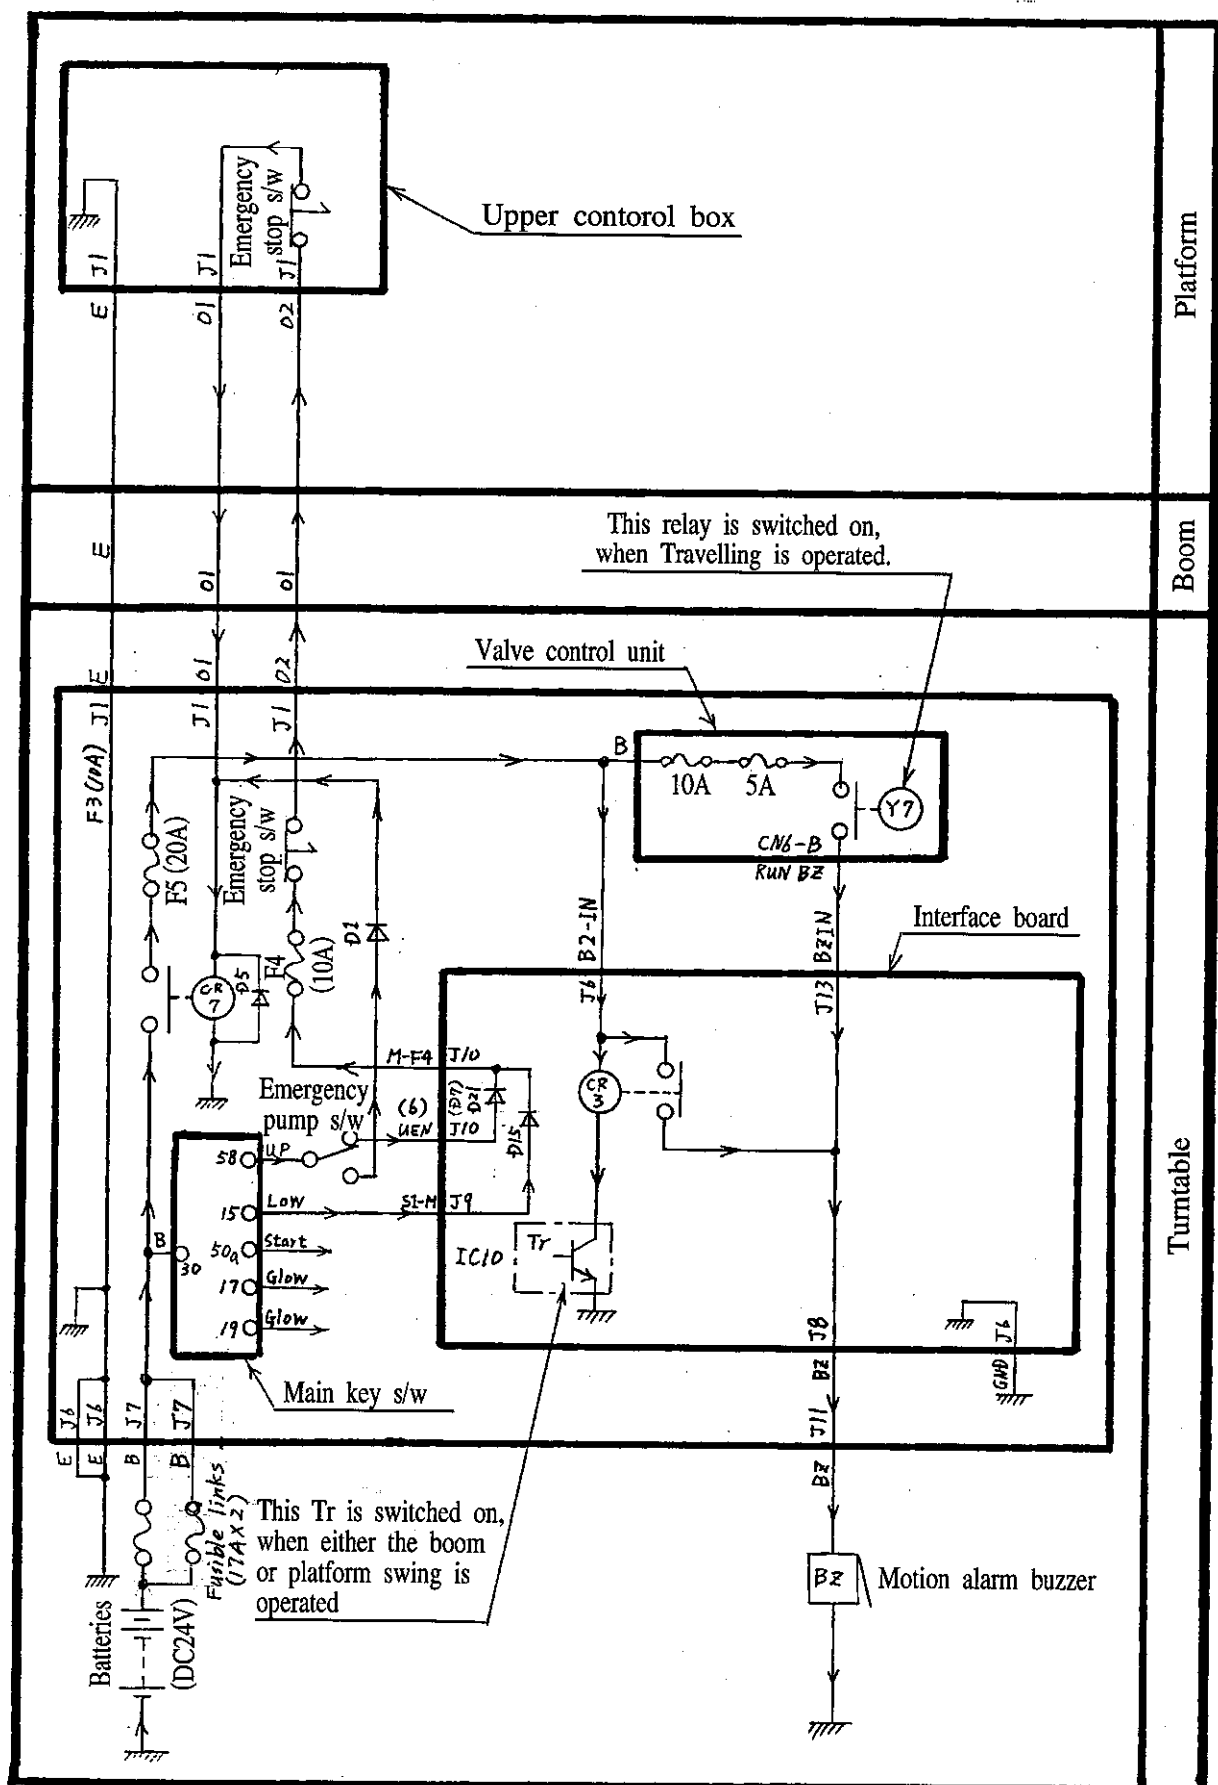 Platform
Boom
Turntable
Emergency
stop s/w
Upper contorol box
J1
J1
J1
E
01
02
This relay is switched on,
when Travelling is operated.
E
01
01
Valve control unit
E
01
02
J1
J1
J1
F3(10A)
B
10A
5A
Y7
CN6-B
RUN BZ
F5 (20A)
Emergency
stop s/w
F4
(10A)
D1
CR
7
D5
B2-IN
J6
BZIN
J13
Interface board
M-F4
J10
Emergency
pump s/w
(6)
UEN
J10
(D7)
D21
D15
CR
3
58
UP
15
Low
S1-M
J9
B
30
50a
Start
17
Glow
19
Glow
IC10
Tr
Main key s/w
J8
BZ
J11
BZ
J6
GND
J6
J6
J7
J7
E
E
B
B
Fusible links
(17A×2)
This Tr is switched on,
when either the boom
or platform swing is
operated
BZ
Motion alarm buzzer
Batteries
(DC24V)